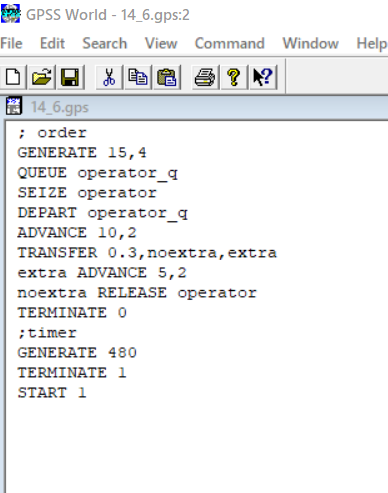 GPSS World - 14_6.gps:2
File Edit Search View Command Window Help
14_6.gps
; order
GENERATE 15,4
QUEUE operator_q
SEIZE operator
DEPART operator_q
ADVANCE 10,2
TRANSFER 0.3,noextra,extra
extra ADVANCE 5,2
noextra RELEASE operator
TERMINATE 0
;timer
GENERATE 480
TERMINATE 1
START 1